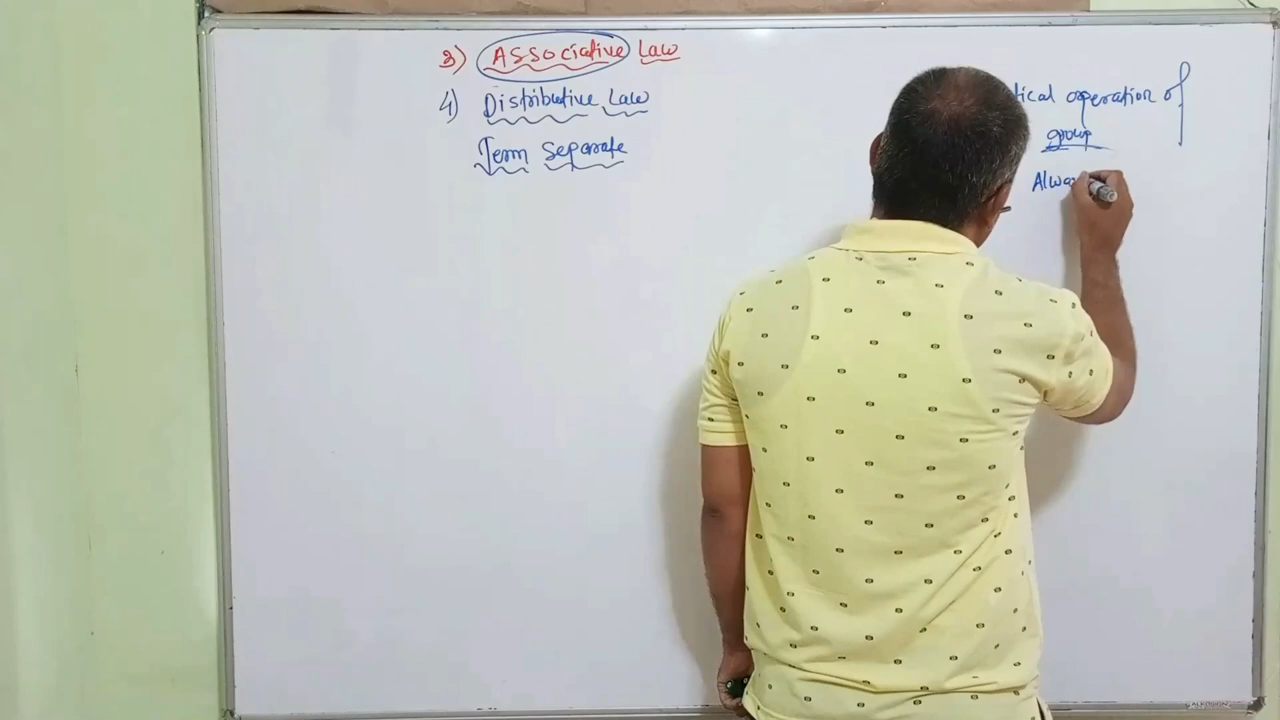 3) Associative Law
4) Distributive Law
Term Separate
tical operation of
group
Alwa